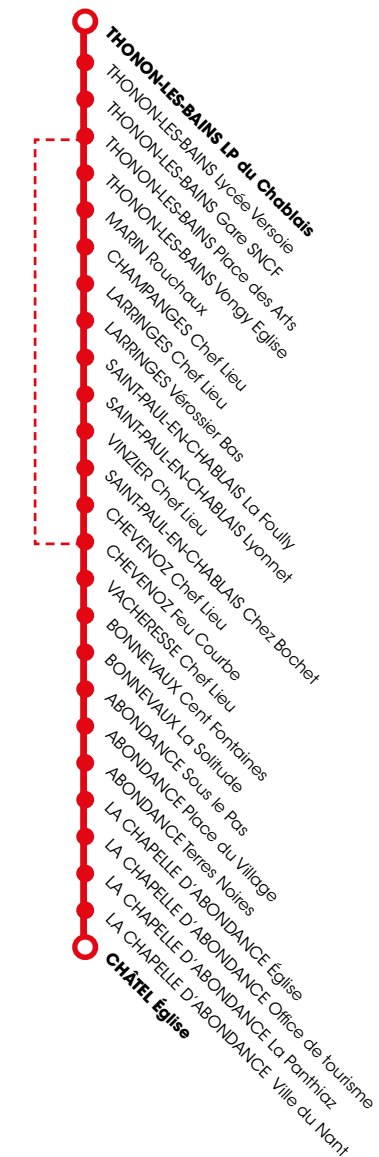 THONON-LES-BAINS LP du Chablais
THONON-LES-BAINS Lycée Versoie
THONON-LES-BAINS Gare SNCF
THONON-LES-BAINS Place des Arts
THONON-LES-BAINS Vongy Eglise
MARIN Rouchaux
CHAMPANGES Chef Lieu
LARRINGES Chef Lieu
LARRINGES Vérossier Bas
SAINT-PAUL-EN-CHABLAIS La Foully
SAINT-PAUL-EN-CHABLAIS Lyonnet
VINZIER Chef Lieu
SAINT-PAUL-EN-CHABLAIS Chez Bochet
CHEVENOZ Chef Lieu
CHEVENOZ Feu Courbe
VACHERESSE Chef Lieu
BONNEVAUX Cent Fontaines
BONNEVAUX La Solitude
ABONDANCE Sous le Pas
ABONDANCE Place du Village
ABONDANCE Terres Noires
LA CHAPELLE D'ABONDANCE Église
LA CHAPELLE D'ABONDANCE Office de tourisme
LA CHAPELLE D'ABONDANCE La Panthiaz
LA CHAPELLE D'ABONDANCE Ville du Nant
CHÂTEL Église